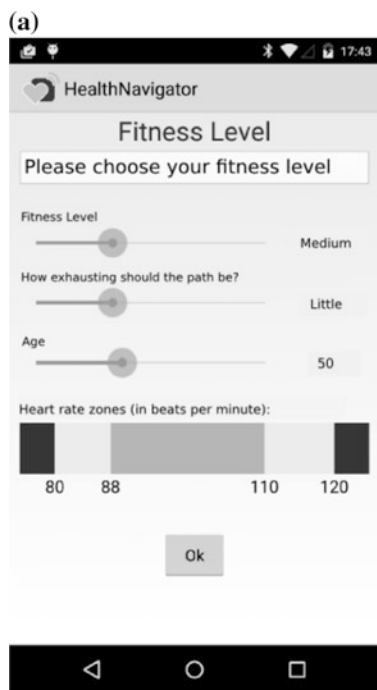 (a)
17:43
HealthNavigator
Fitness Level
Please choose your fitness level
Fitness Level
Medium
How exhausting should the path be?
Little
Age
50
Heart rate zones (in beats per minute):
80 88 110 120
Ok